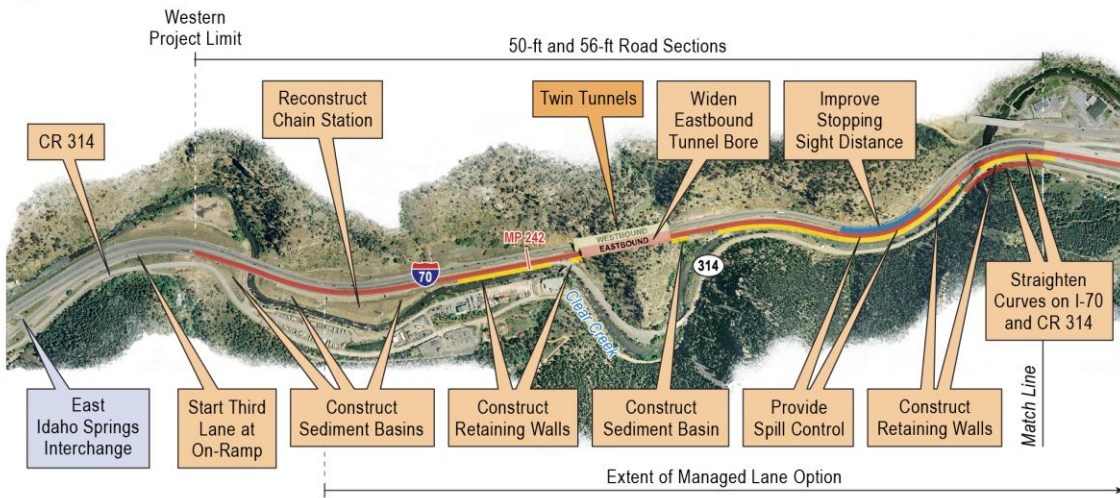 Western
Project Limit
50-ft and 56-ft Road Sections
CR 314
Reconstruct
Chain Station
Twin Tunnels
Widen
Eastbound
Tunnel Bore
Improve
Stopping
Sight Distance
MP 242
WESTBOUND
EASTBOUND
70
314
Clear Creek
Straighten
Curves on I-70
and CR 314
East
Idaho Springs
Interchange
Start Third
Lane at
On-Ramp
Construct
Sediment Basins
Construct
Retaining Walls
Construct
Sediment Basin
Provide
Spill Control
Construct
Retaining Walls
Match Line
Extent of Managed Lane Option